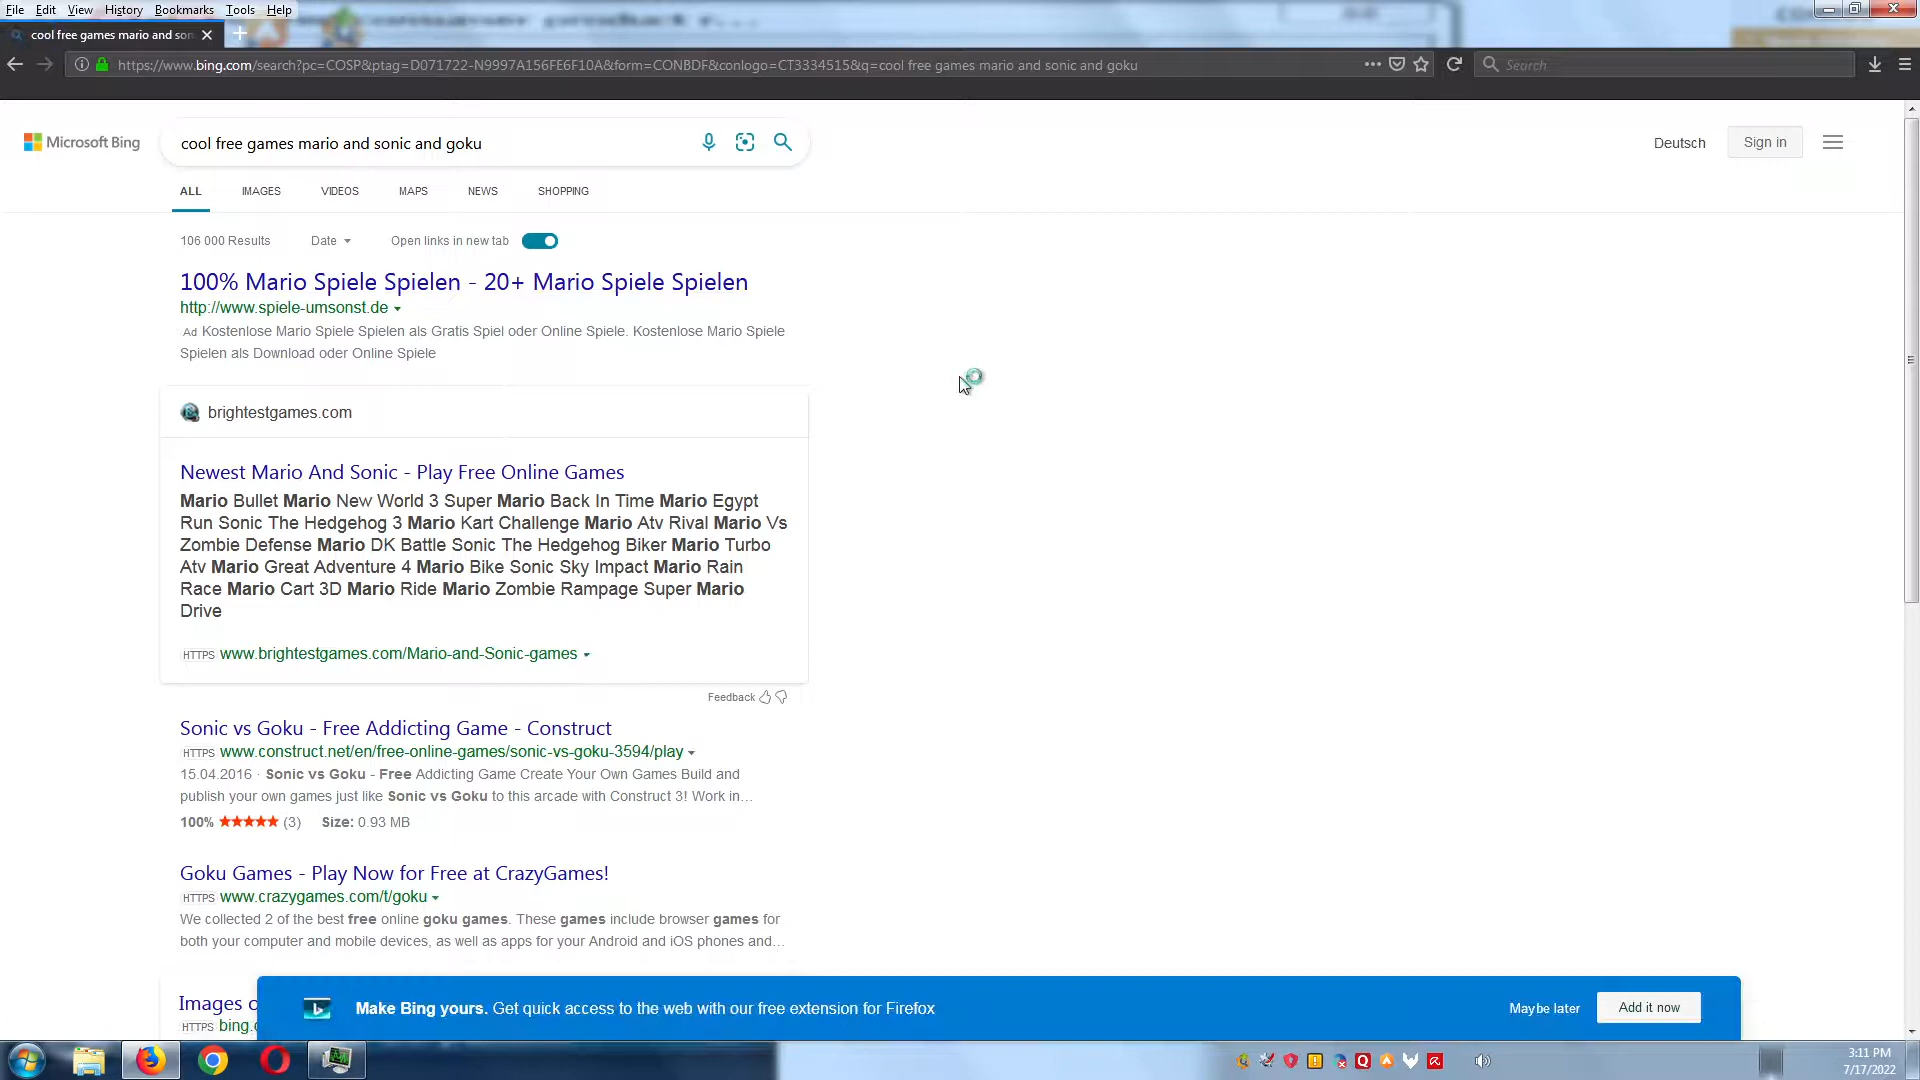 File Edit View History Bookmarks Tools Help
cool free games mario and son
https://www.bing.com/search?pc=COSP&ptag=D071722-N9997A156FE6F10A&form=CONBDF&conlogo=CT3334515&q=cool free games mario and sonic and goku
Search
Microsoft Bing
cool free games mario and sonic and goku
Deutsch
Sign in
ALL IMAGES VIDEOS MAPS NEWS SHOPPING
106 000 Results Date Open links in new tab
100% Mario Spiele Spielen - 20+ Mario Spiele Spielen
http://www.spiele-umsonst.de
Ad Kostenlose Mario Spiele Spielen als Gratis Spiel oder Online Spiele. Kostenlose Mario Spiele
Spielen als Download oder Online Spiele
brightestgames.com
Newest Mario And Sonic - Play Free Online Games
Mario Bullet Mario New World 3 Super Mario Back In Time Mario Egypt
Run Sonic The Hedgehog 3 Mario Kart Challenge Mario Atv Rival Mario Vs
Zombie Defense Mario DK Battle Sonic The Hedgehog Biker Mario Turbo
Atv Mario Great Adventure 4 Mario Bike Sonic Sky Impact Mario Rain
Race Mario Cart 3D Mario Ride Mario Zombie Rampage Super Mario
Drive
HTTPS www.brightestgames.com/Mario-and-Sonic-games
Feedback
Sonic vs Goku - Free Addicting Game - Construct
HTTPS www.construct.net/en/free-online-games/sonic-vs-goku-3594/play
15.04.2016 · Sonic vs Goku - Free Addicting Game Create Your Own Games Build and
publish your own games just like Sonic vs Goku to this arcade with Construct 3! Work in…
100% ★★★★★ (3) Size: 0.93 MB
Goku Games - Play Now for Free at CrazyGames!
HTTPS www.crazygames.com/t/goku
We collected 2 of the best free online goku games. These games include browser games for
both your computer and mobile devices, as well as apps for your Android and iOS phones and…
Images o
HTTPS bing.c
Make Bing yours. Get quick access to the web with our free extension for Firefox
Maybe later
Add it now
3:11 PM
7/17/2022